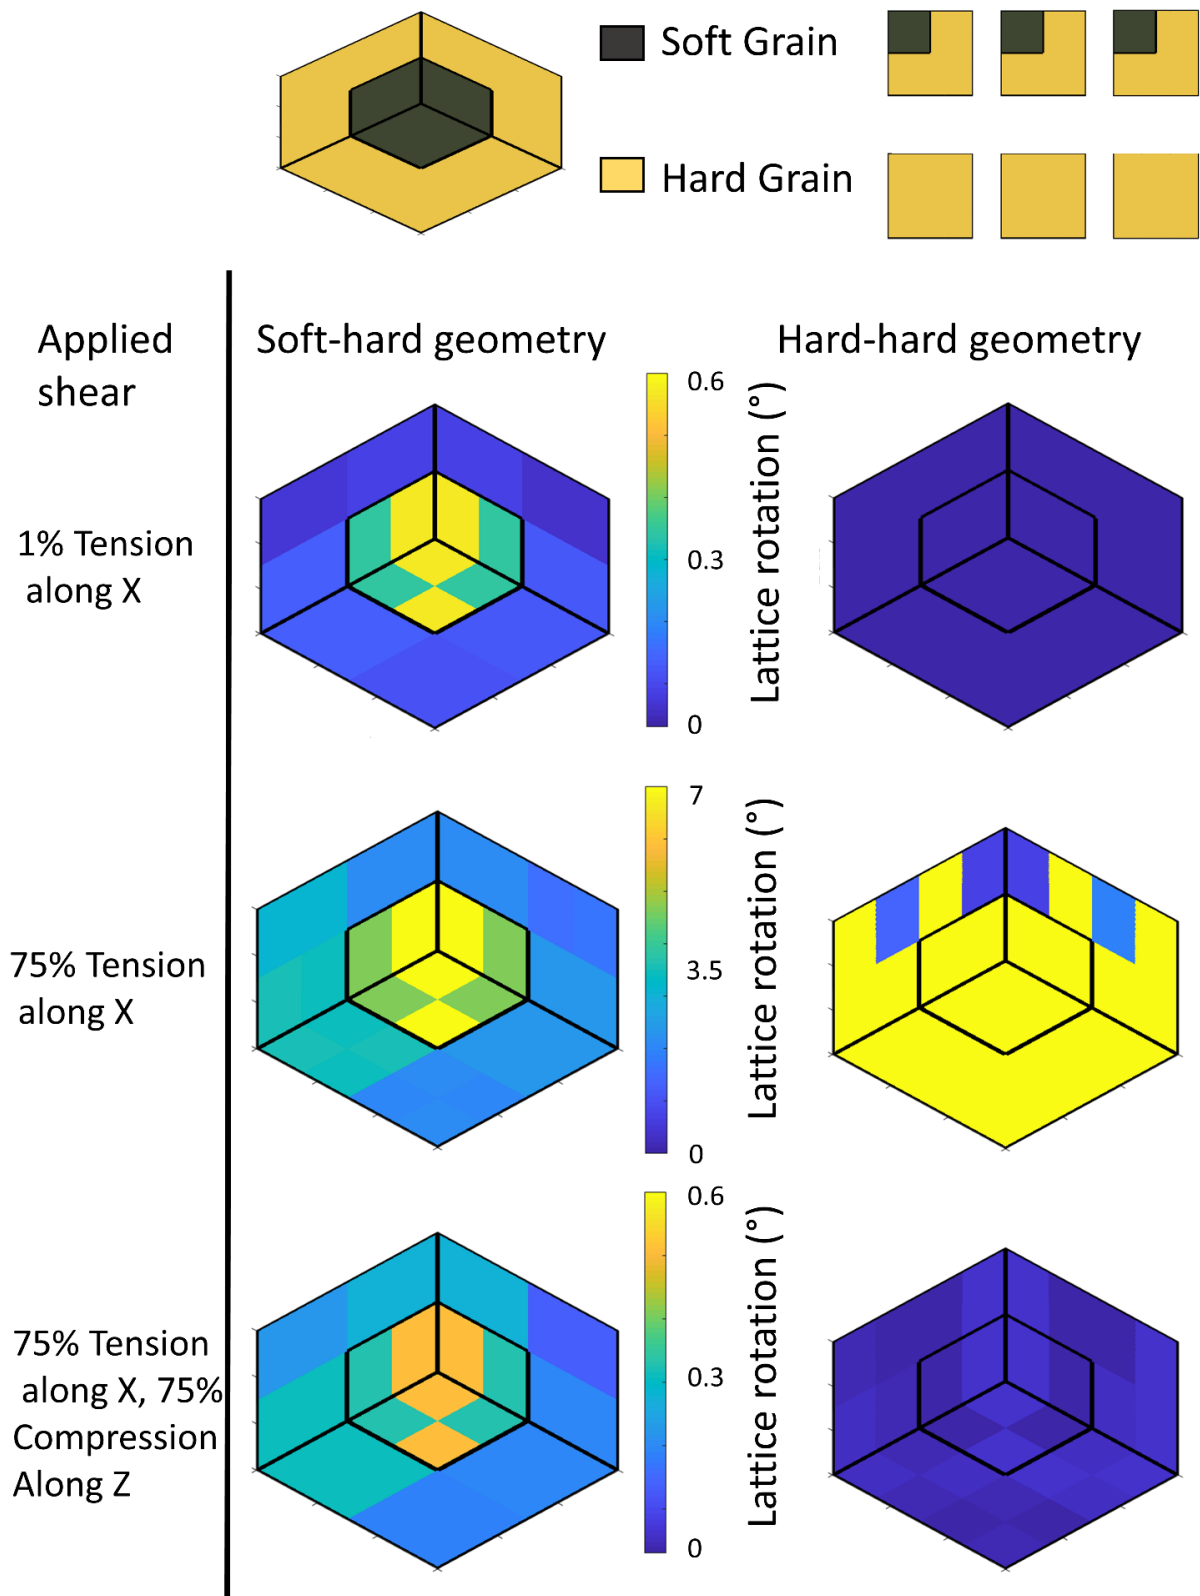 Soft Grain
Hard Grain
Applied
shear
Soft-hard geometry
Hard-hard geometry
1% Tension
along X
0.6
0.3
0
Lattice rotation (°)
75% Tension
along X
7
3.5
0
Lattice rotation (°)
75% Tension
along X, 75%
Compression
Along Z
0.6
0.3
0
Lattice rotation (°)